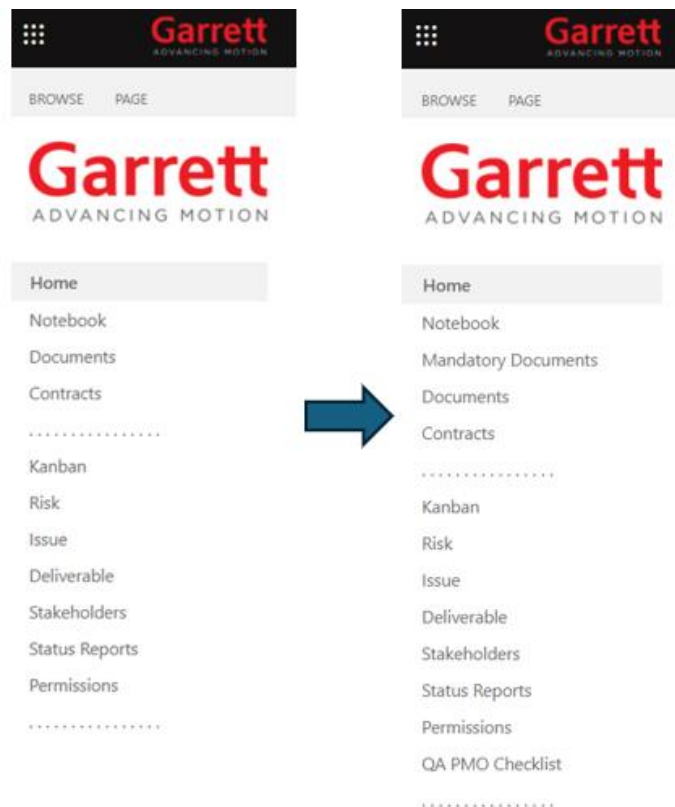 Garrett
ADVANCING MOTION
BROWSE PAGE
Garrett
ADVANCING MOTION
Home
Notebook
Documents
Contracts
................
Kanban
Risk
Issue
Deliverable
Stakeholders
Status Reports
Permissions
................
Garrett
ADVANCING MOTION
BROWSE PAGE
Garrett
ADVANCING MOTION
Home
Notebook
Mandatory Documents
Documents
Contracts
................
Kanban
Risk
Issue
Deliverable
Stakeholders
Status Reports
Permissions
QA PMO Checklist
................